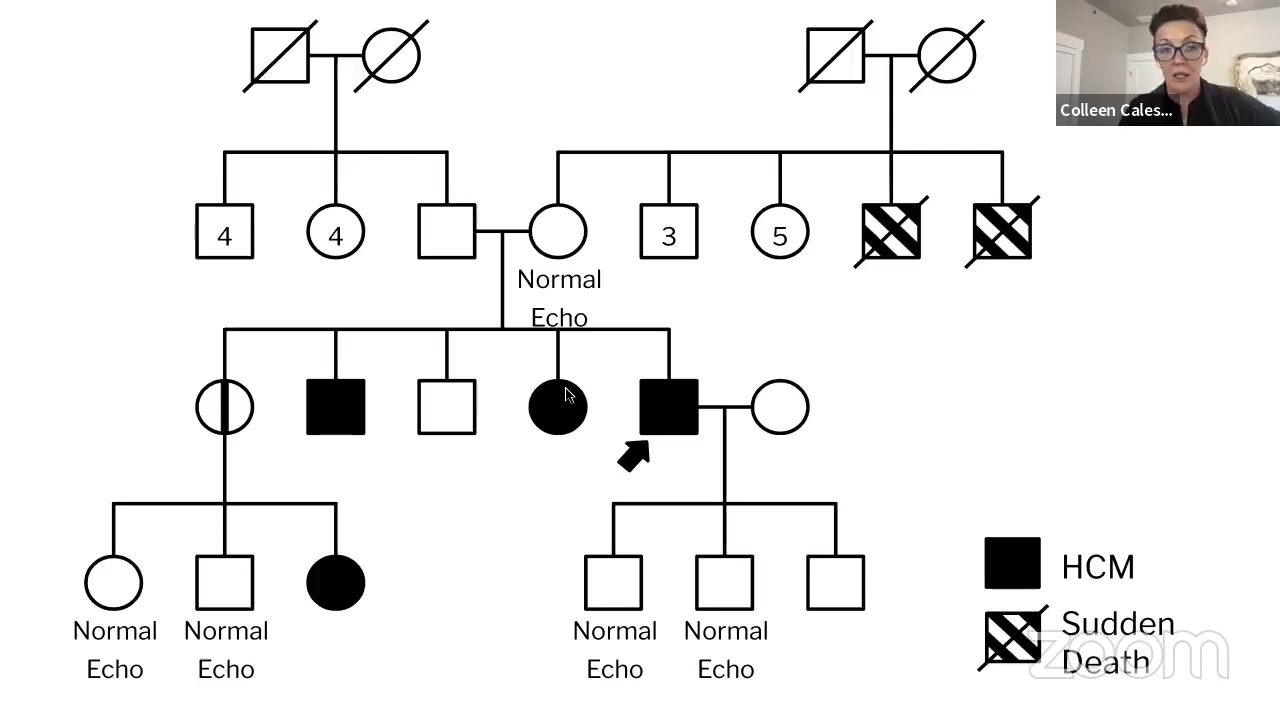 Colleen Cales...
4
4
3
5
Normal
Echo
Normal
Echo
Normal
Echo
Normal
Echo
Normal
Echo
HCM
Sudden
Death
zoom